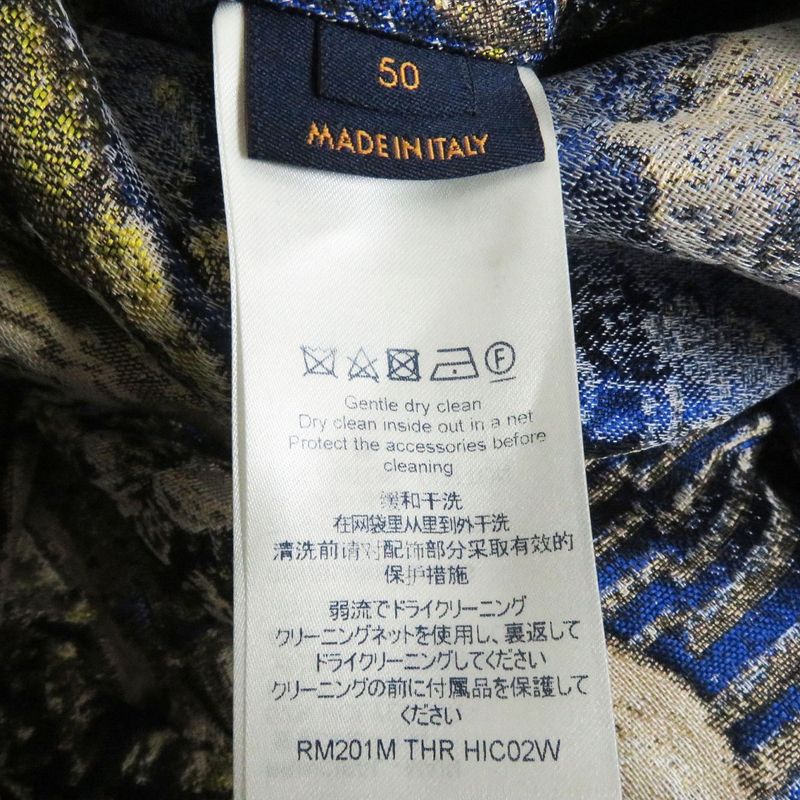 50
MADE IN ITALY
F
Gentle dry clean
Dry clean inside out in a net
Protect the accessories before
cleaning
缓和干洗
在网袋里从里到外干洗
清洗前请对配饰部分采取有效的
保护措施
弱流でドライクリーニング
クリーニングネットを使用し、裏返して
ドライクリーニングしてください
クリーニングの前に付属品を保護して
ください
RM201M THR HIC02W